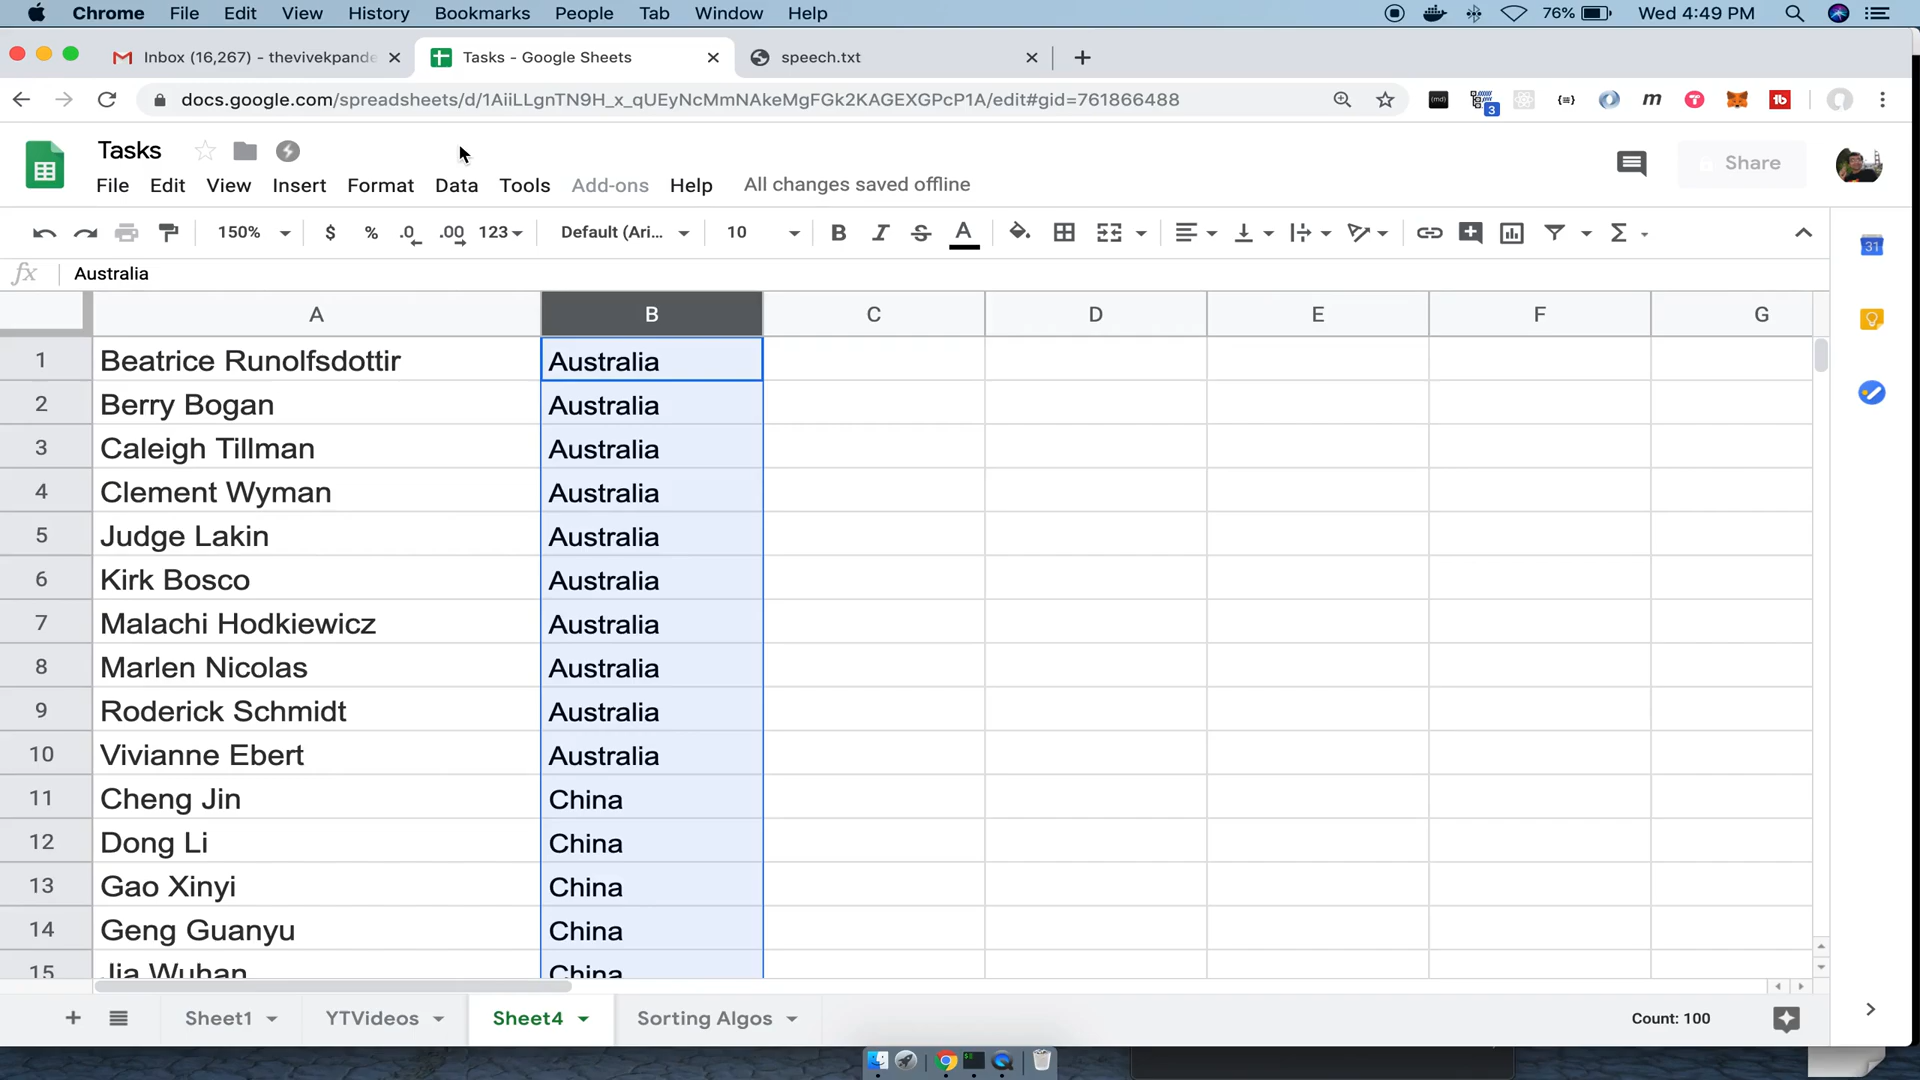 Chrome File Edit View History Bookmarks People Tab Window Help 76% Wed 4:49 PM
Inbox (16,267) - thevivekpande Tasks - Google Sheets speech.txt
docs.google.com/spreadsheets/d/1AiiLLgnTN9H_x_qUEyNcMmNAkeMgFGk2KAGEXGPcP1A/edit#gid=761866488
Tasks
Share
File Edit View Insert Format Data Tools Add-ons Help All changes saved offline
150% $ % .0 .00 123 Default (Ari... 10 B I S A Σ
31
fx Australia
A B C D E F G
1 Beatrice Runolfsdottir Australia
2 Berry Bogan Australia
3 Caleigh Tillman Australia
4 Clement Wyman Australia
5 Judge Lakin Australia
6 Kirk Bosco Australia
7 Malachi Hodkiewicz Australia
8 Marlen Nicolas Australia
9 Roderick Schmidt Australia
10 Vivianne Ebert Australia
11 Cheng Jin China
12 Dong Li China
13 Gao Xinyi China
14 Geng Guanyu China
15 Jia Wuhan China
Sheet1 YTVideos Sheet4 Sorting Algos Count: 100